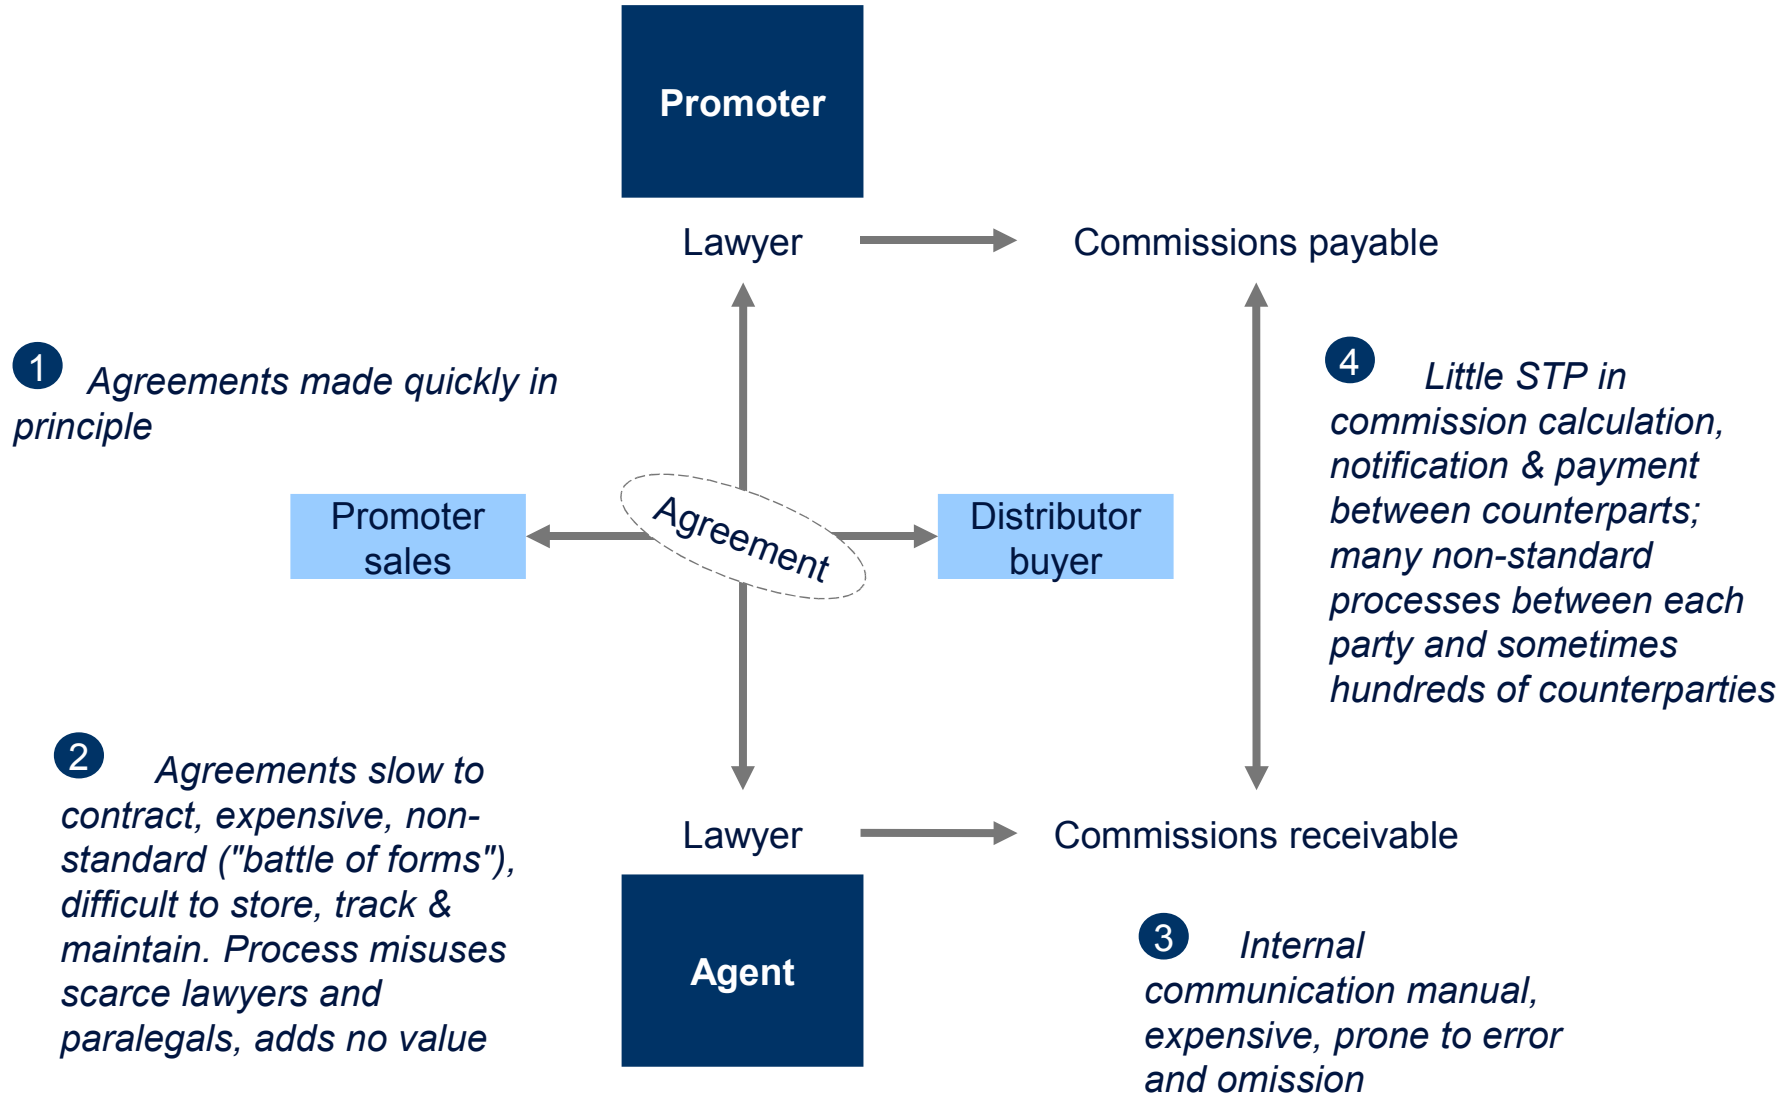 Promoter
Lawyer
Commissions payable
1
Agreements made quickly in
principle
4
Little STP in
commission calculation,
notification & payment
between counterparts;
many non-standard
processes between each
party and sometimes
hundreds of counterparties
Promoter
sales
Agreement
Distributor
buyer
2
Agreements slow to
contract, expensive, non-
standard ("battle of forms"),
difficult to store, track &
maintain. Process misuses
scarce lawyers and
paralegals, adds no value
Lawyer
Commissions receivable
Agent
3
Internal
communication manual,
expensive, prone to error
and omission